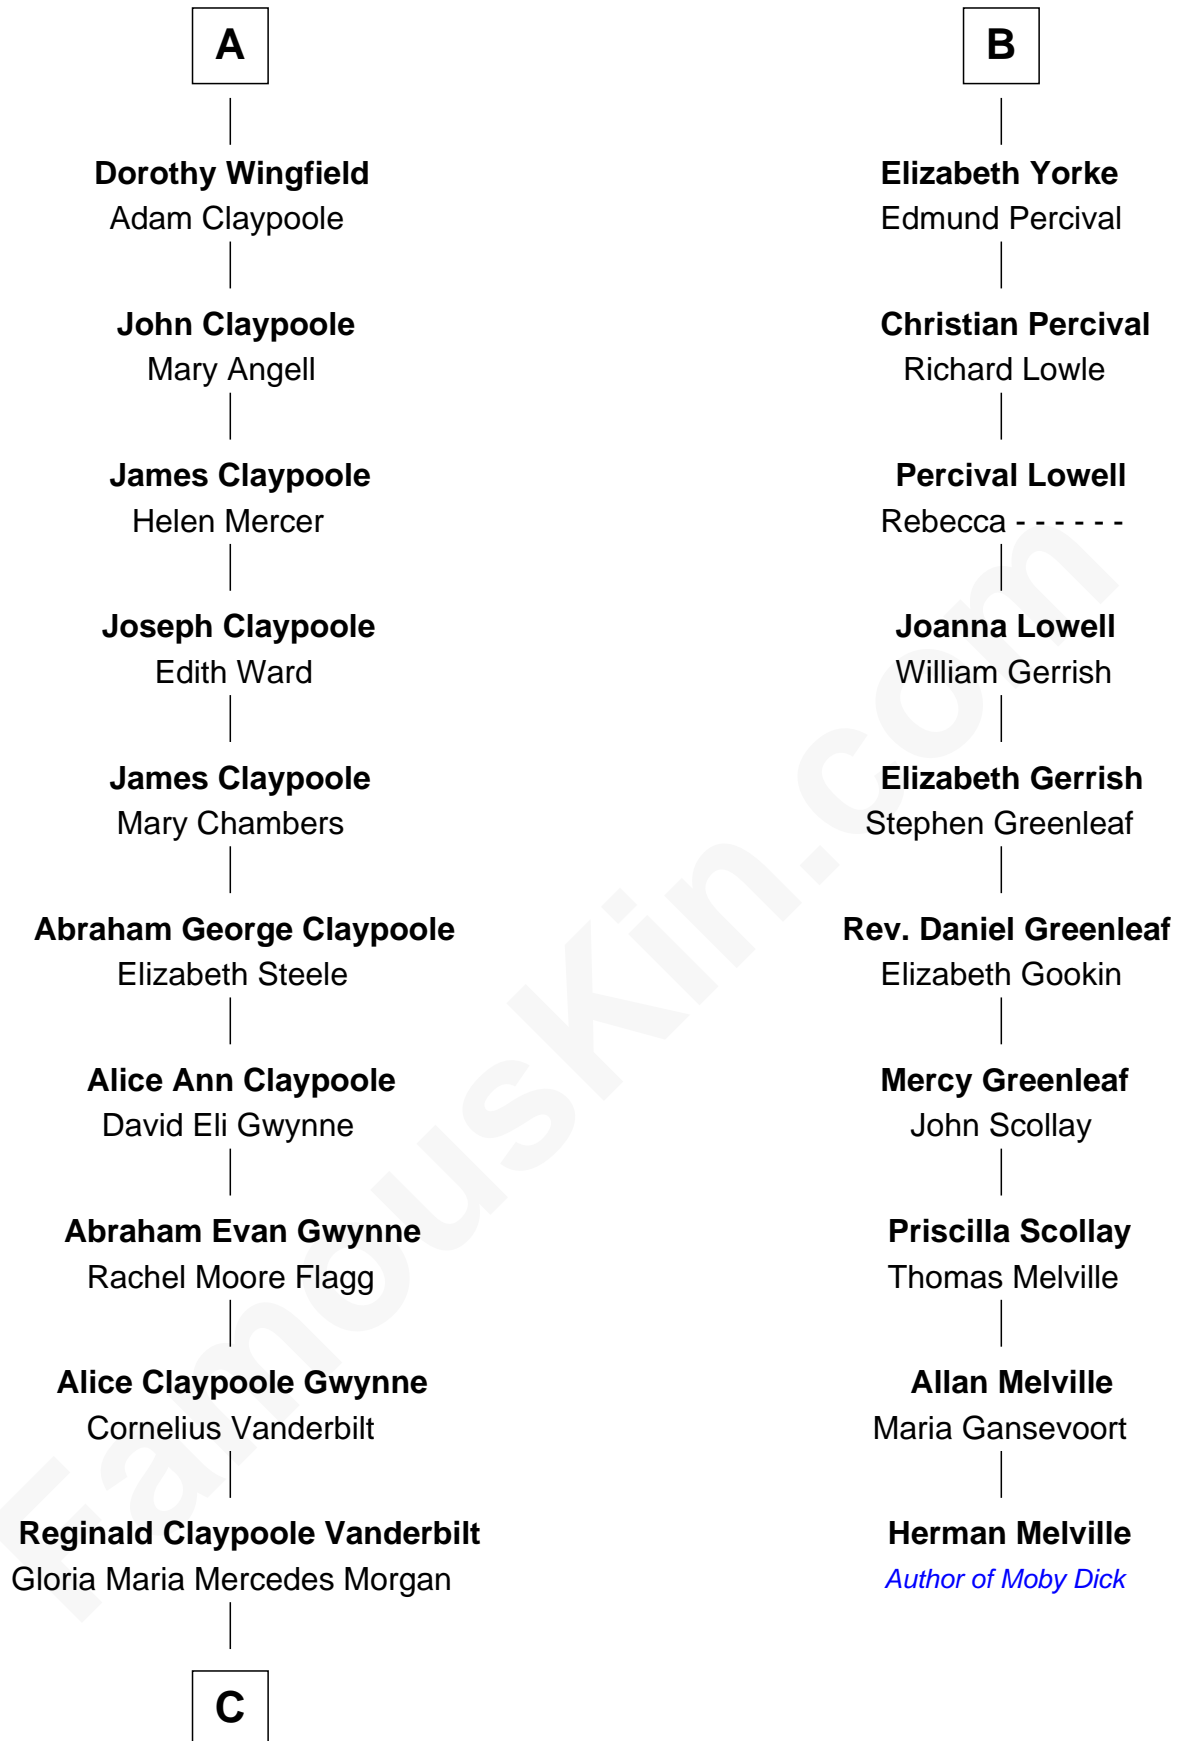 A
Dorothy Wingfield
Adam Claypoole
John Claypoole
Mary Angell
James Claypoole
Helen Mercer
Joseph Claypoole
Edith Ward
James Claypoole
Mary Chambers
Abraham George Claypoole
Elizabeth Steele
Alice Ann Claypoole
David Eli Gwynne
Abraham Evan Gwynne
Rachel Moore Flagg
Alice Claypoole Gwynne
Cornelius Vanderbilt
Reginald Claypoole Vanderbilt
Gloria Maria Mercedes Morgan
C
B
Elizabeth Yorke
Edmund Percival
Christian Percival
Richard Lowle
Percival Lowell
Rebecca - - - - - -
Joanna Lowell
William Gerrish
Elizabeth Gerrish
Stephen Greenleaf
Rev. Daniel Greenleaf
Elizabeth Gookin
Mercy Greenleaf
John Scollay
Priscilla Scollay
Thomas Melville
Allan Melville
Maria Gansevoort
Herman Melville
Author of Moby Dick
FamousKin.com